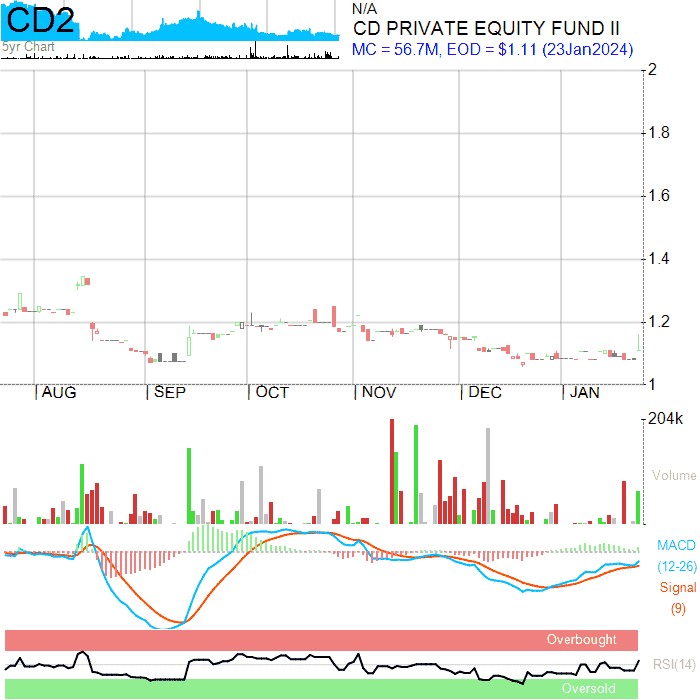 CD2
5yr Chart
N/A
CD PRIVATE EQUITY FUND II
MC = 56.7M, EOD = $1.11 (23Jan2024)
2
1.8
1.6
1.4
1.2
1
AUG SEP OCT NOV DEC JAN
204k
Volume
MACD
(12-26)
Signal
(9)
Overbought
RSI(14)
Oversold